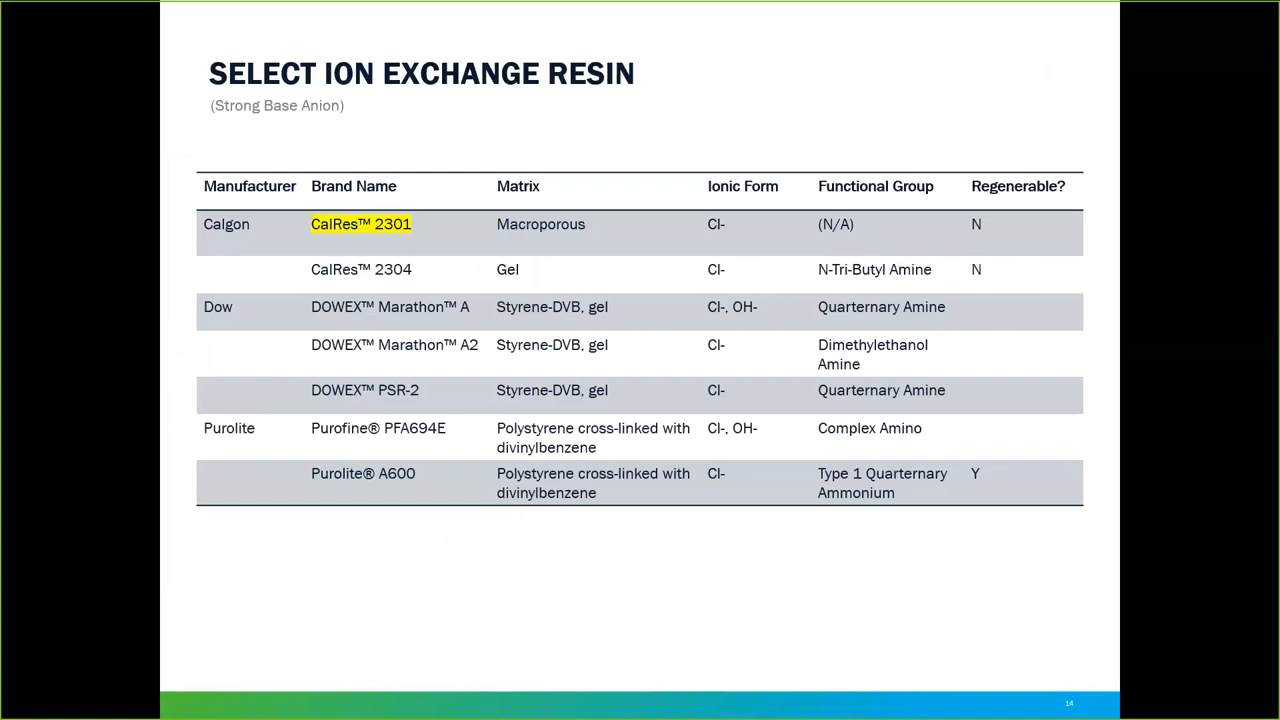 SELECT ION EXCHANGE RESIN
(Strong Base Anion)
Manufacturer Brand Name Matrix Ionic Form Functional Group Regenerable?
Calgon CalRes™ 2301 Macroporous Cl- (N/A) N
CalRes™ 2304 Gel Cl- N-Tri-Butyl Amine N
Dow DOWEX™ Marathon™ A Styrene-DVB, gel Cl-, OH- Quarternary Amine
DOWEX™ Marathon™ A2 Styrene-DVB, gel Cl- Dimethylethanol
Amine
DOWEX™ PSR-2 Styrene-DVB, gel Cl- Quarternary Amine
Purolite Purofine® PFA694E Polystyrene cross-linked with Cl-, OH- Complex Amino
divinylbenzene
Purolite® A600 Polystyrene cross-linked with Cl- Type 1 Quarternary Y
divinylbenzene Ammonium
14